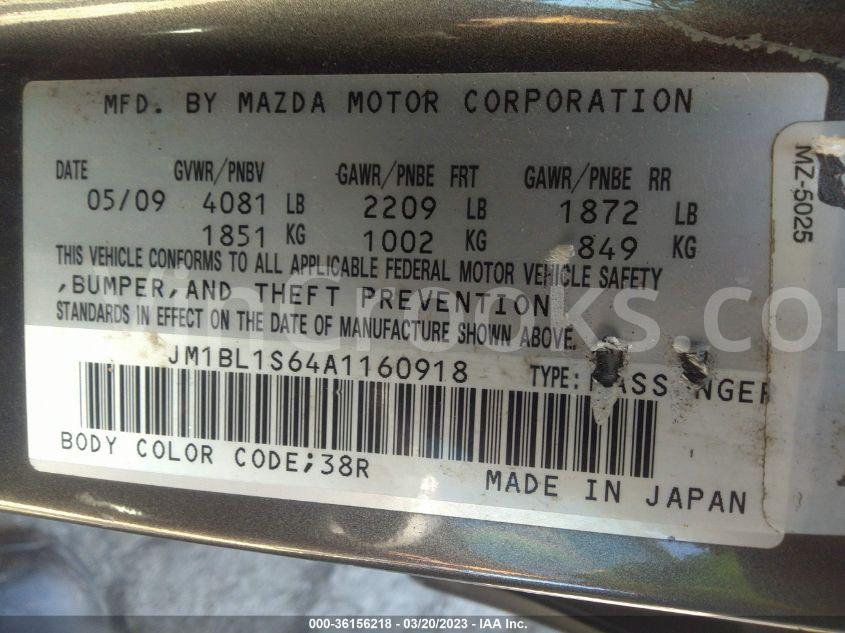 MFD. BY MAZDA MOTOR CORPORATION
DATE GVWR/PNBV GAWR/PNBE FRT GAWR/PNBE RR
05/09 4081 LB 2209 LB 1872 LB
1851 KG 1002 KG 849 KG
THIS VEHICLE CONFORMS TO ALL APPLICABLE FEDERAL MOTOR VEHICLE SAFETY
,BUMPER,AND THEFT PREVENTION
STANDARDS IN EFFECT ON THE DATE OF MANUFACTURE SHOWN ABOVE.
JM1BL1S64A1160918 TYPE: PASSENGER
BODY COLOR CODE;38R
MADE IN JAPAN
MZ-5025
VinCrooks.com
000-36156218 - 03/20/2023 - IAA Inc.